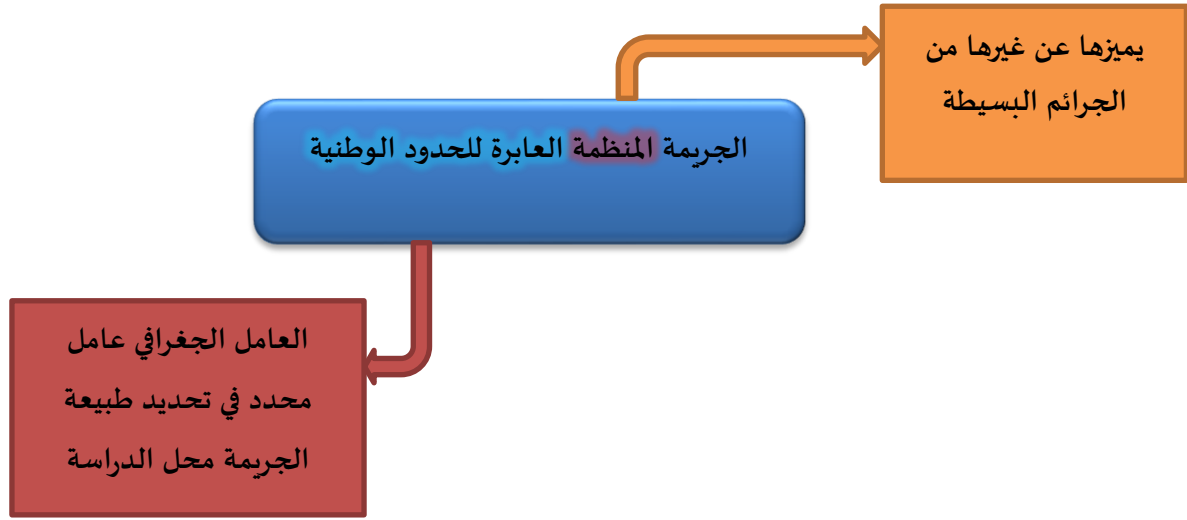 يميزها عن غيرها من
الجرائم البسيطة
الجريمة المنظمة العابرة للحدود الوطنية
العامل الجغرافي عامل
محدد في تحديد طبيعة
الجريمة محل الدراسة